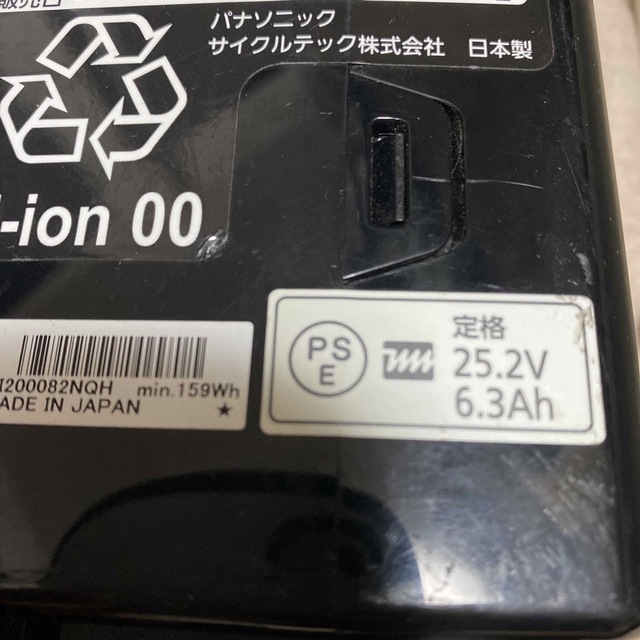 パナソニック
サイクルテック株式会社 日本製
-ion 00
200082NQH min.159Wh
ADE IN JAPAN ★
PS
E
定格
25.2V
6.3Ah